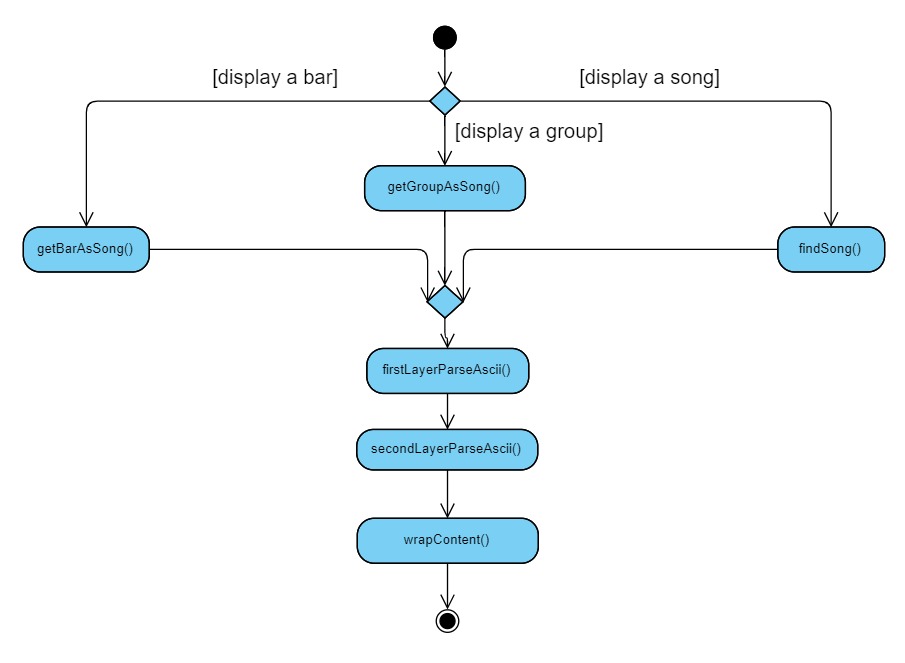 [display a bar]
[display a song]
[display a group]
getGroupAsSong()
getBarAsSong()
findSong()
firstLayerParseAscii()
secondLayerParseAscii()
wrapContent()